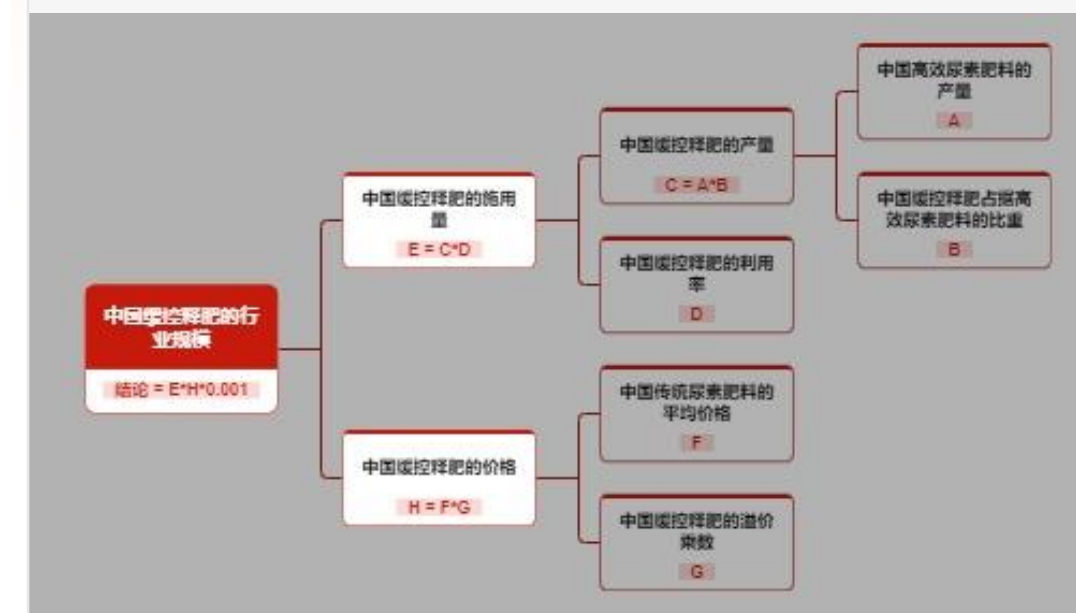 中国高效尿素肥料的
产量
A
中国缓控释肥的产量
C = A*B
中国缓控释肥的施用
量
E = C*D
中国缓控释肥占据高
效尿素肥料的比重
B
中国缓控释肥的利用
率
D
中国缓控释肥的行
业规模
结论 = E*H*0.001
中国传统尿素肥料的
平均价格
F
中国缓控释肥的价格
H = F*G
中国缓控释肥的溢价
乘数
G